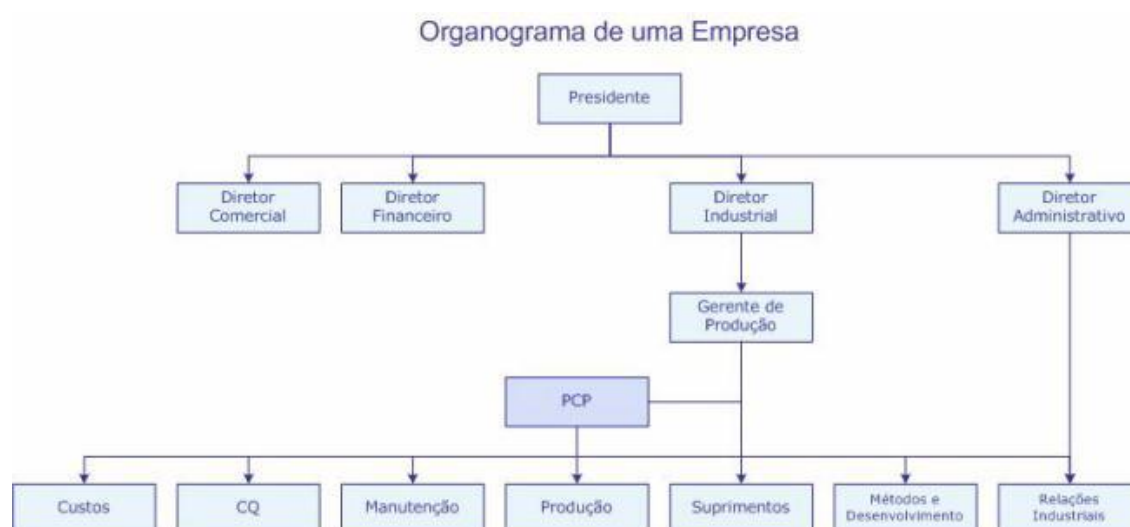 Organograma de uma Empresa
Presidente
Diretor
Comercial
Diretor
Financeiro
Diretor
Industrial
Diretor
Administrativo
Gerente de
Produção
PCP
Custos
CQ
Manutenção
Produção
Suprimentos
Métodos e
Desenvolvimento
Relações
Industriais